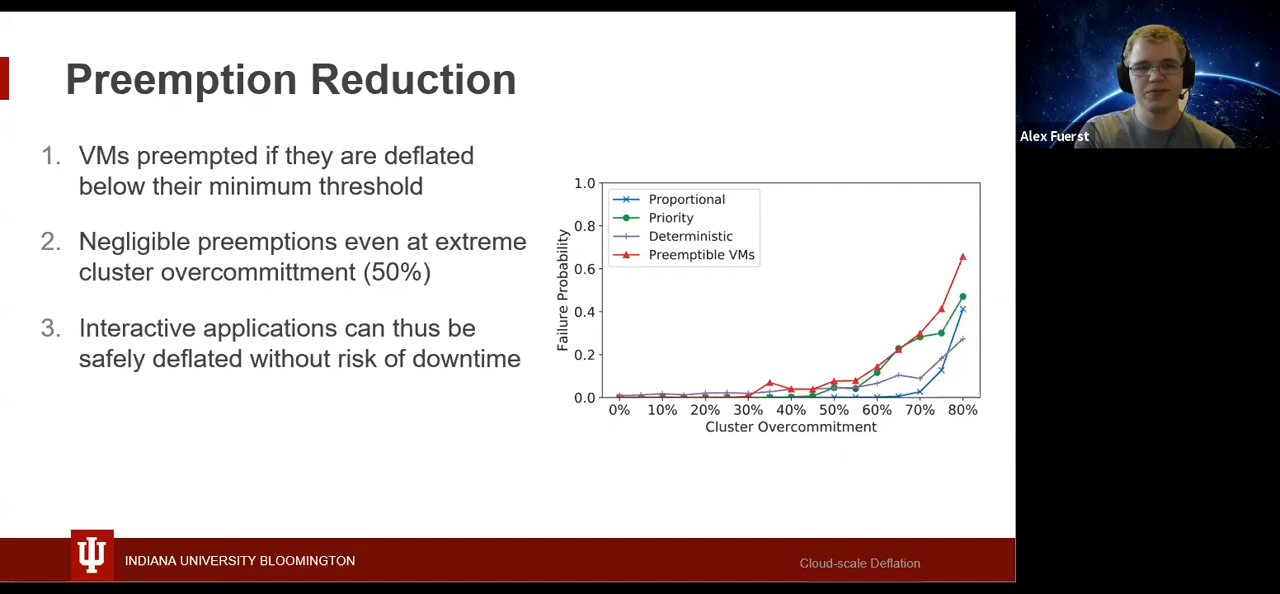 Preemption Reduction
1. VMs preempted if they are deflated
below their minimum threshold
2. Negligible preemptions even at extreme
cluster overcommittment (50%)
3. Interactive applications can thus be
safely deflated without risk of downtime
Failure Probability
1.0
0.8
0.6
0.4
0.2
0.0
Proportional
Priority
Deterministic
Preemptible VMs
0% 10% 20% 30% 40% 50% 60% 70% 80%
Cluster Overcommitment
INDIANA UNIVERSITY BLOOMINGTON
Cloud-scale Deflation
Alex Fuerst